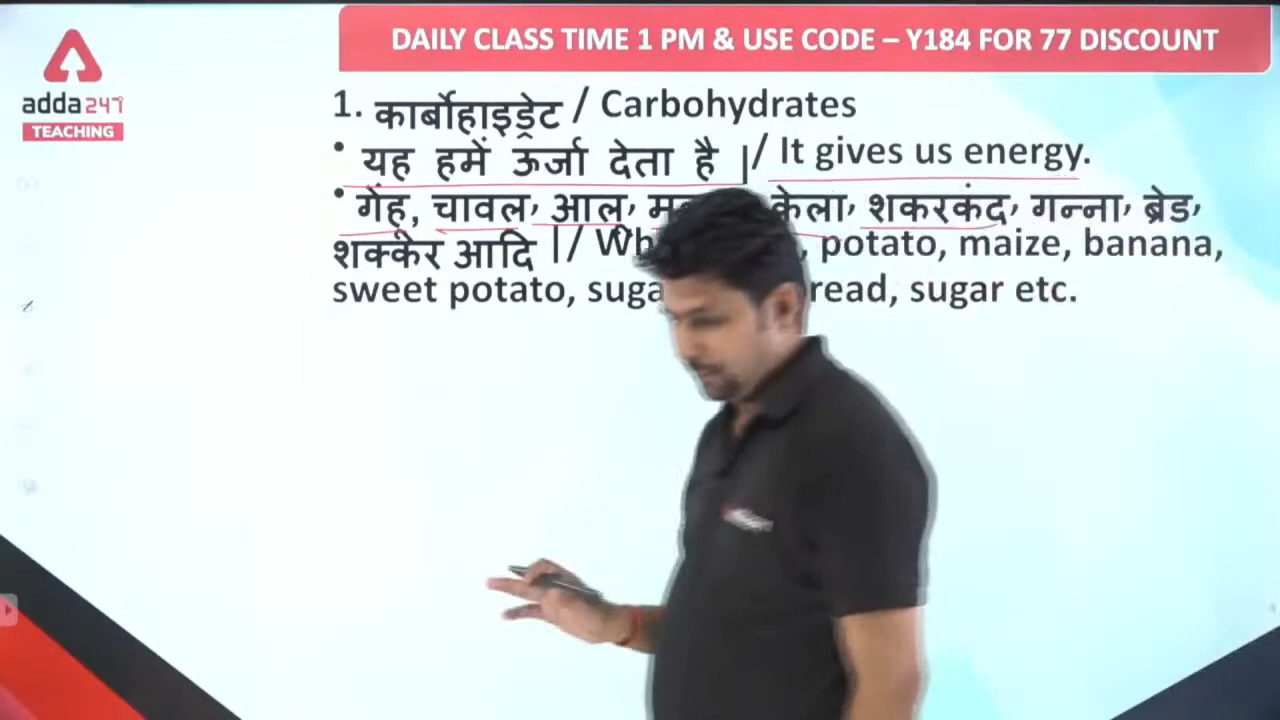 DAILY CLASS TIME 1 PM & USE CODE – Y184 FOR 77 DISCOUNT
adda247
TEACHING
1. कार्बोहाइड्रेट / Carbohydrates
• यह हमें ऊर्जा देता है | / It gives us energy.
• गेंहू, चावल, आलू, केला, शकरकंद, गन्ना, ब्रेड,
शक्कर आदि | / potato, maize, banana,
sweet potato, sugar etc.